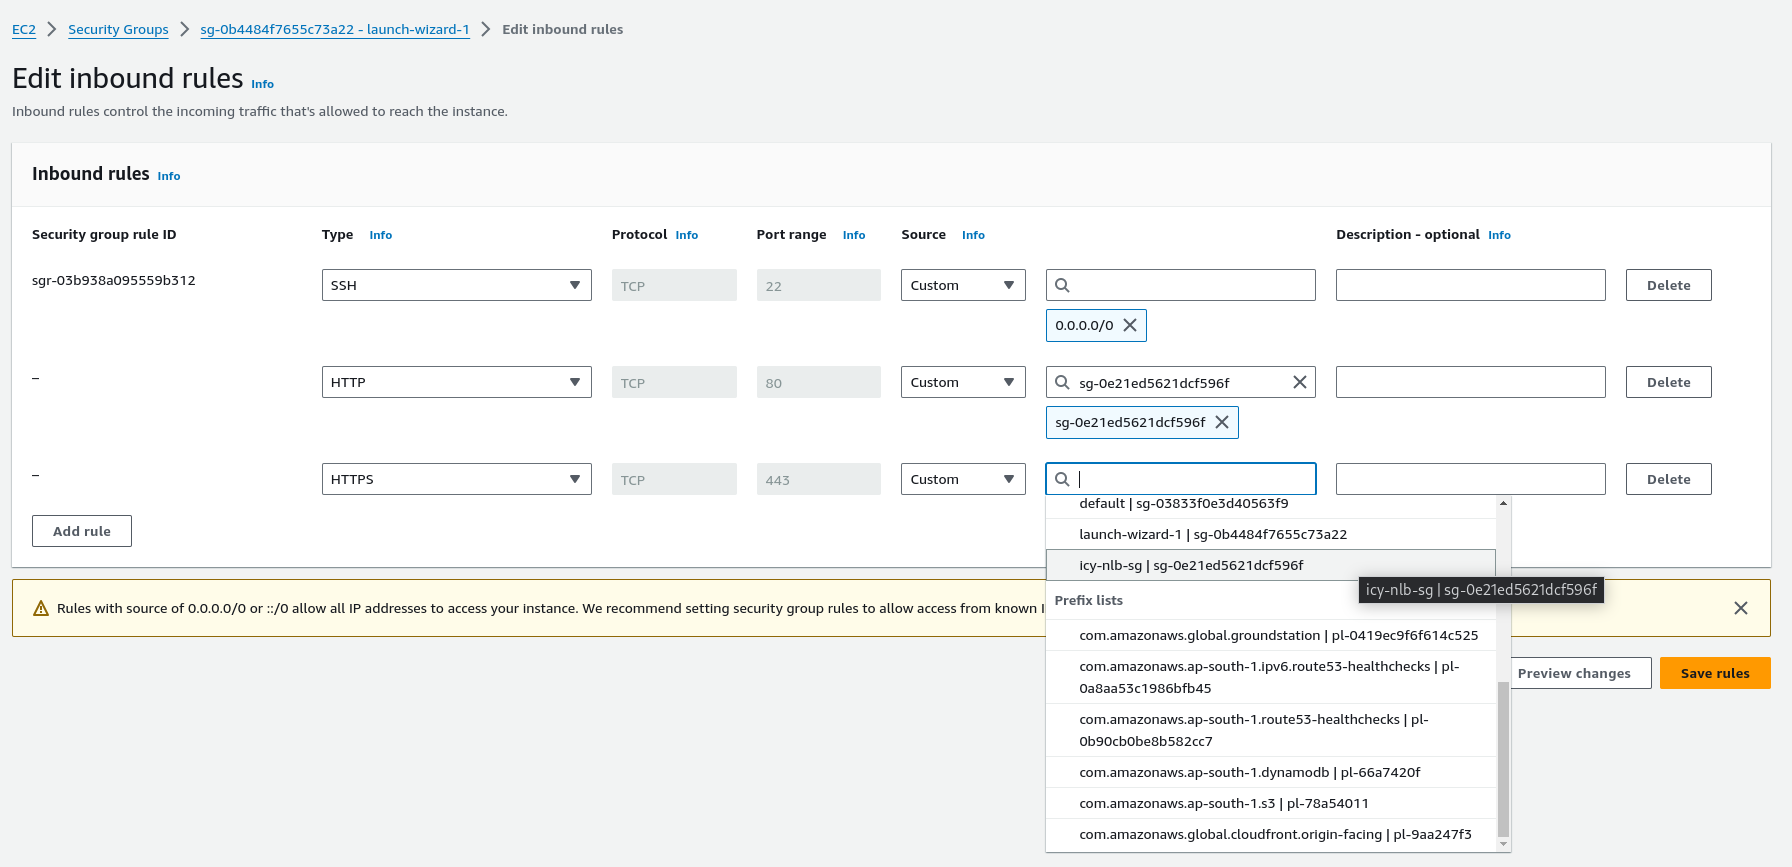 EC2 > Security Groups > sg-0b4484f7655c73a22 - launch-wizard-1 > Edit inbound rules
Edit inbound rules Info
Inbound rules control the incoming traffic that's allowed to reach the instance.
Inbound rules Info
Security group rule ID Type Info Protocol Info Port range Info Source Info Description - optional Info
sgr-03b938a095559b312 SSH TCP 22 Custom Delete
0.0.0.0/0
– HTTP TCP 80 Custom sg-0e21ed5621dcf596f Delete
sg-0e21ed5621dcf596f
– HTTPS TCP 443 Custom Delete
default | sg-03833f0e3d40563f9
Add rule
launch-wizard-1 | sg-0b4484f7655c73a22
icy-nlb-sg | sg-0e21ed5621dcf596f
icy-nlb-sg | sg-0e21ed5621dcf596f
Rules with source of 0.0.0.0/0 or ::/0 allow all IP addresses to access your instance. We recommend setting security group rules to allow access from known I
Prefix lists
com.amazonaws.global.groundstation | pl-0419ec9f6f614c525
com.amazonaws.ap-south-1.ipv6.route53-healthchecks | pl-
0a8aa53c1986bfb45
Preview changes Save rules
com.amazonaws.ap-south-1.route53-healthchecks | pl-
0b90cb0be8b582cc7
com.amazonaws.ap-south-1.dynamodb | pl-66a7420f
com.amazonaws.ap-south-1.s3 | pl-78a54011
com.amazonaws.global.cloudfront.origin-facing | pl-9aa247f3